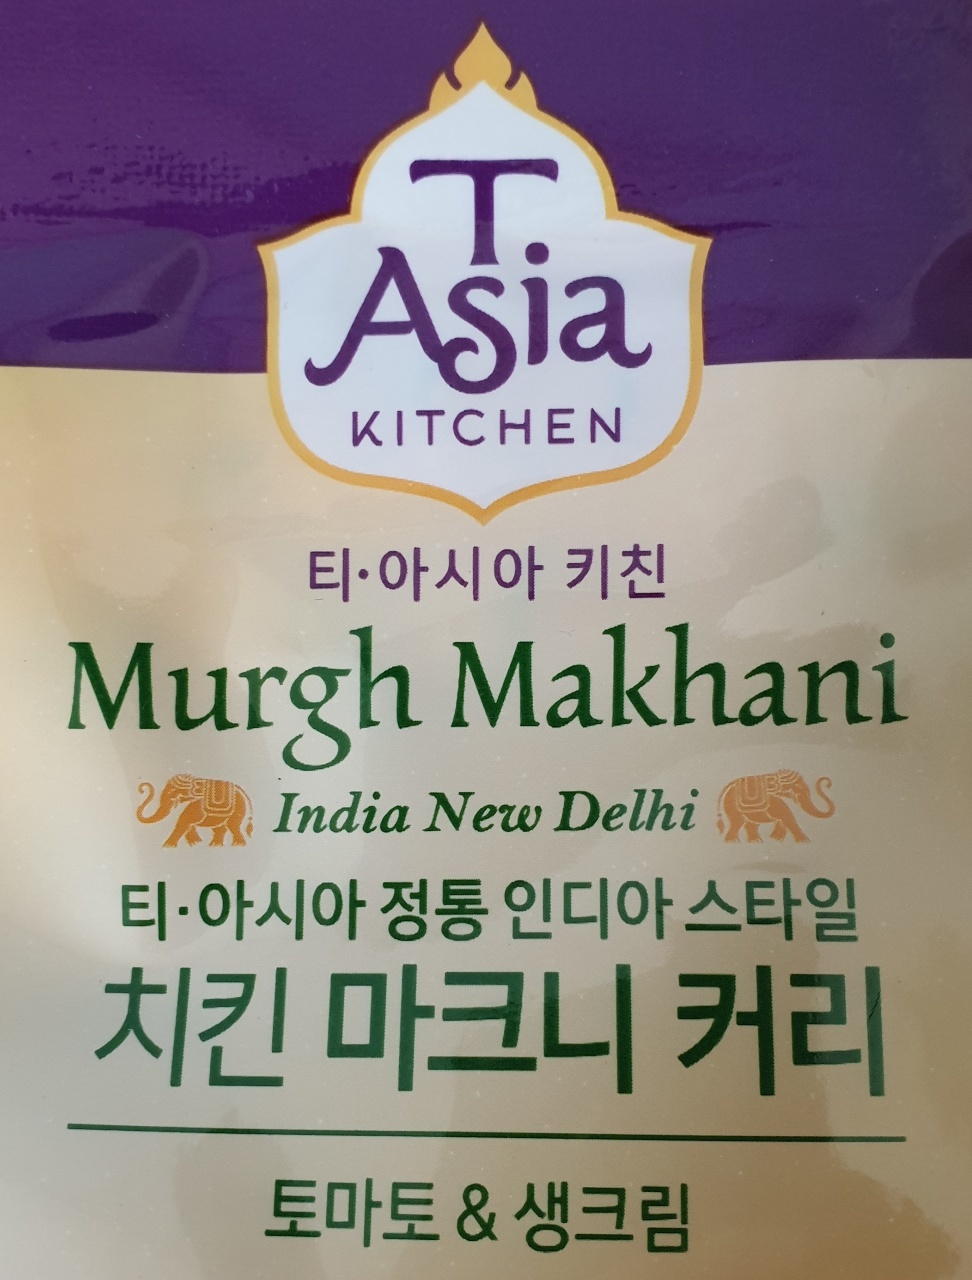 T
Asia
KITCHEN
티·아시아 키친
Murgh Makhani
India New Delhi
티·아시아 정통 인디아 스타일
치킨 마크니 커리
토마토 & 생크림